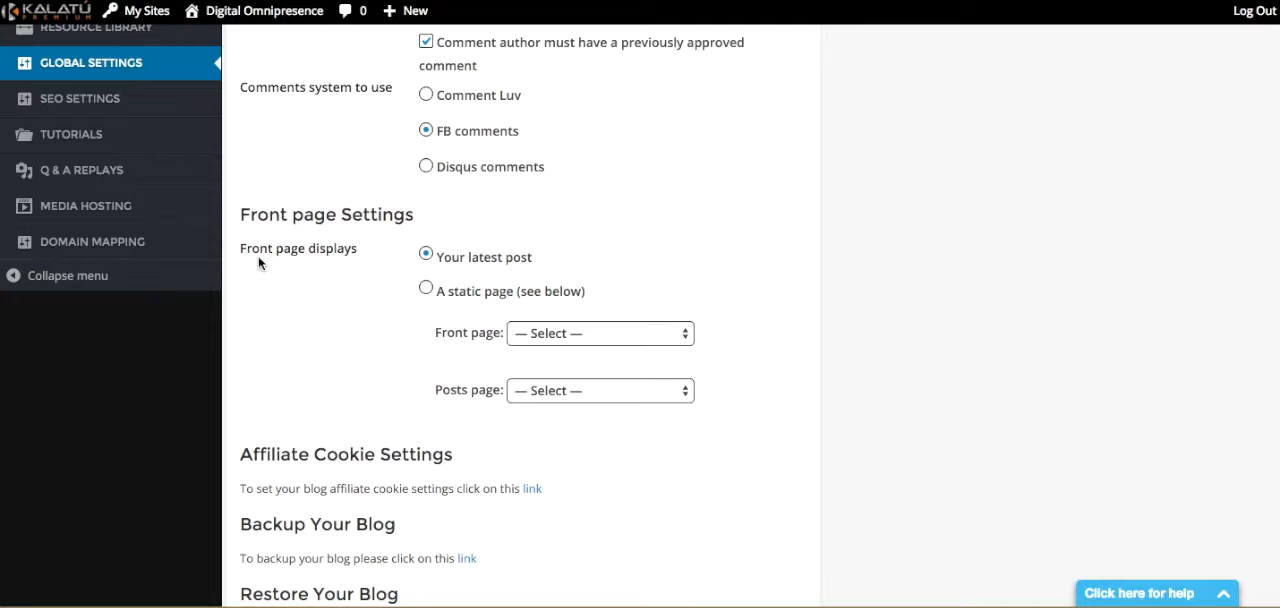 KALATÚ
PREMIUM
My Sites
Digital Omnipresence
0
New
Log Out
RESOURCE LIBRARY
GLOBAL SETTINGS
SEO SETTINGS
TUTORIALS
Q & A REPLAYS
MEDIA HOSTING
DOMAIN MAPPING
Collapse menu
Comment author must have a previously approved
comment
Comments system to use
Comment Luv
FB comments
Disqus comments
Front page Settings
Front page displays
Your latest post
A static page (see below)
Front page: — Select —
Posts page: — Select —
Affiliate Cookie Settings
To set your blog affiliate cookie settings click on this link
Backup Your Blog
To backup your blog please click on this link
Restore Your Blog
Click here for help